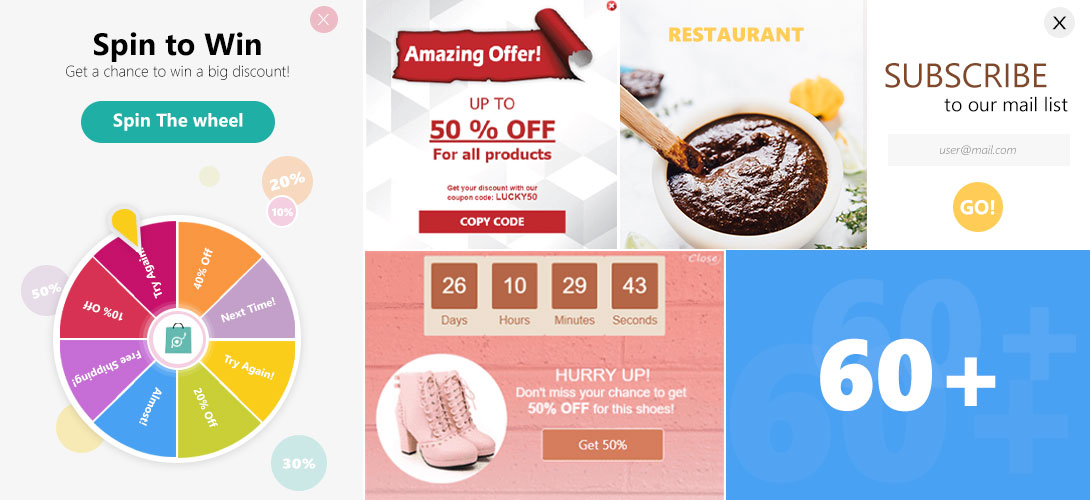 Spin to Win
Get a chance to win a big discount!
Spin The wheel
20%
10%
50%
Try Again!
40% Off
Next Time!
Try Again!
20% Off
Almost!
Free Shipping!
10% Off
30%
Amazing Offer!
UP TO
50 % OFF
For all products
Get your discount with our
coupon code: LUCKY50
COPY CODE
RESTAURANT
X
SUBSCRIBE
to our mail list
user@mail.com
GO!
Close
26 10 29 43
Days Hours Minutes Seconds
HURRY UP!
Don't miss your chance to get
50% OFF for this shoes!
Get 50%
60+
60+
60+